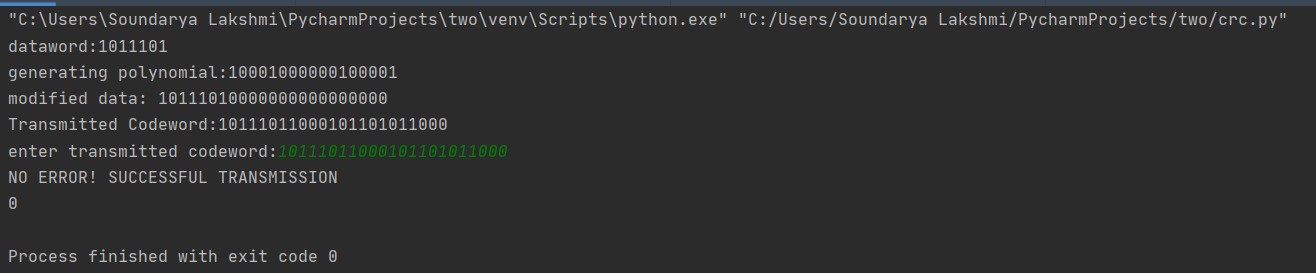 "C:\Users\Soundarya Lakshmi\PycharmProjects\two\venv\Scripts\python.exe" "C:/Users/Soundarya Lakshmi/PycharmProjects/two/crc.py"
dataword:1011101
generating polynomial:10001000000100001
modified data: 10111010000000000000000
Transmitted Codeword:10111011000101101011000
enter transmitted codeword:10111011000101101011000
NO ERROR! SUCCESSFUL TRANSMISSION
0
Process finished with exit code 0